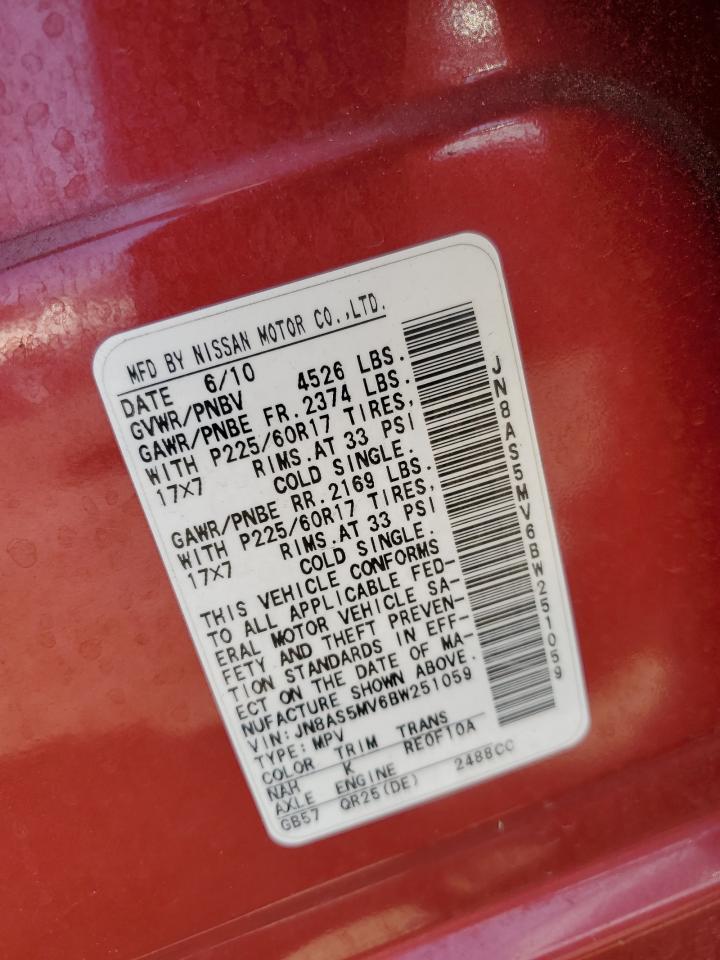 MFD BY NISSAN MOTOR CO.,LTD.
DATE 6/10
GVWR/PNBV 4526 LBS.
GAWR/PNBE FR.2374 LBS.
WITH P225/60R17 TIRES,
17X7 RIMS.AT 33 PSI
COLD SINGLE.
GAWR/PNBE RR.2169 LBS.
WITH P225/60R17 TIRES,
17X7 RIMS.AT 33 PSI
COLD SINGLE.
THIS VEHICLE CONFORMS
TO ALL APPLICABLE FED-
ERAL MOTOR VEHICLE SA-
FETY AND THEFT PREVEN-
TION STANDARDS IN EFF-
ECT ON THE DATE OF MA-
NUFACTURE SHOWN ABOVE.
VIN:JN8AS5MV6BW251059
TYPE:MPV
COLOR TRIM TRANS
NAH K RE0F10A
AXLE ENGINE
GB57 QR25(DE) 2488CC
JN8AS5MV6BW251059